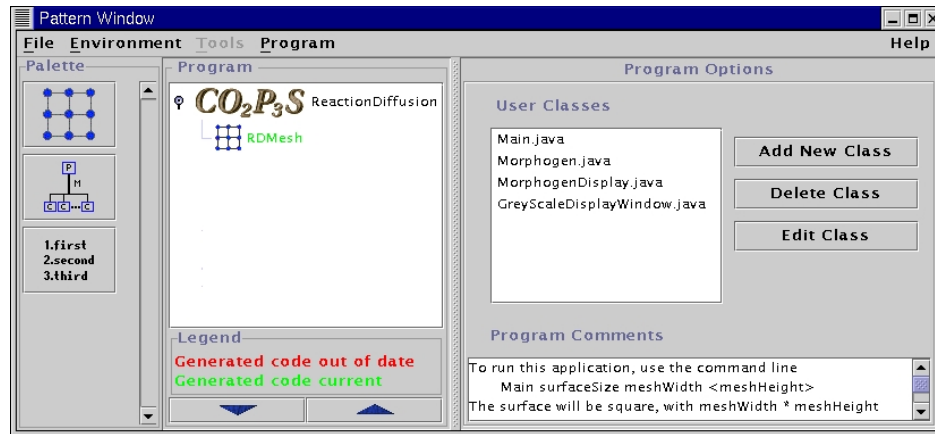 Pattern Window
File Environment Tools Program Help
Palette
P
M
C C ... C
1.first
2.second
3.third
Program
CO2P3S ReactionDiffusion
RDMesh
Legend
Generated code out of date
Generated code current
Program Options
User Classes
Main.java
Morphogen.java
MorphogenDisplay.java
GreyScaleDisplayWindow.java
Add New Class
Delete Class
Edit Class
Program Comments
To run this application, use the command line
Main surfaceSize meshWidth <meshHeight>
The surface will be square, with meshWidth * meshHeight